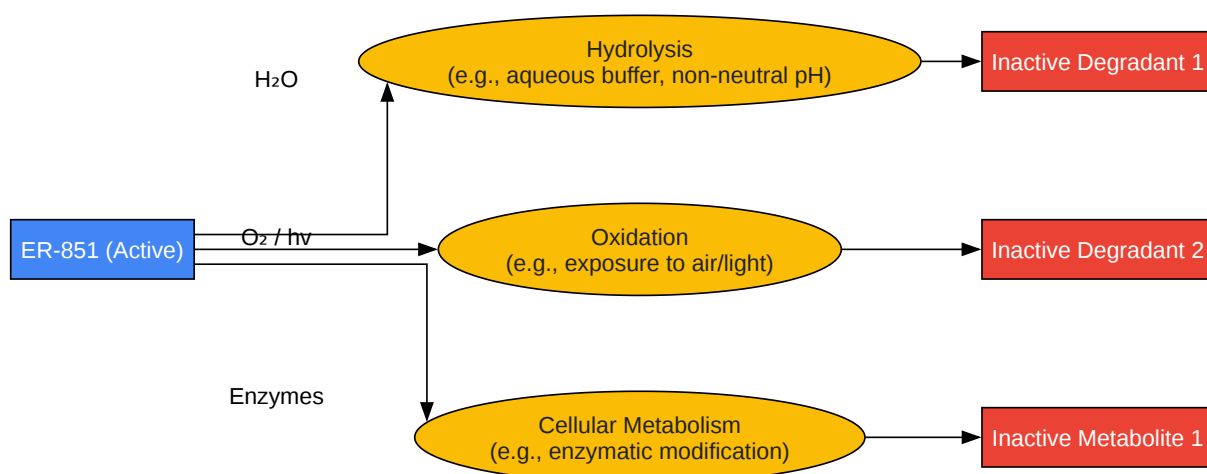 Hydrolysis
(e.g., aqueous buffer, non-neutral pH)
Inactive Degradant 1
H₂O
ER-851 (Active)
O₂ / hv
Oxidation
(e.g., exposure to air/light)
Inactive Degradant 2
Enzymes
Cellular Metabolism
(e.g., enzymatic modification)
Inactive Metabolite 1